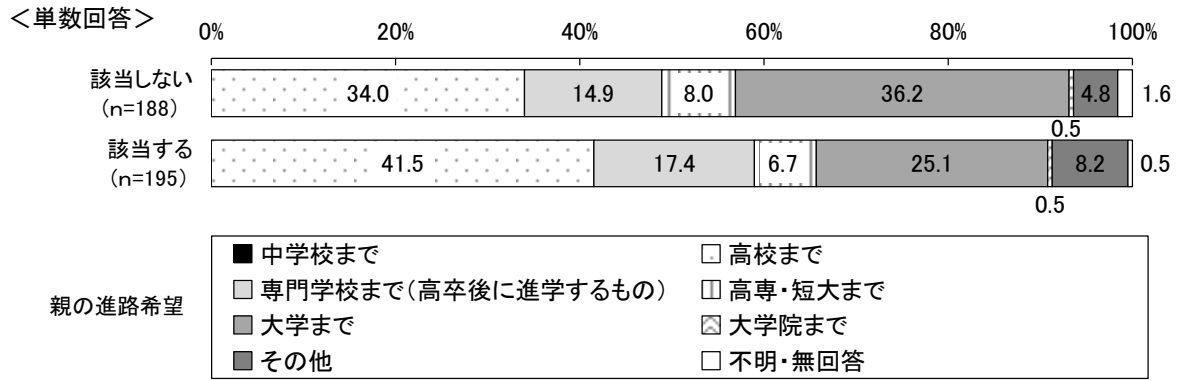 ＜単数回答＞
0% 20% 40% 60% 80% 100%
該当しない
(n=188)
34.0 14.9 8.0 36.2 4.8 1.6
0.5
該当する
(n=195)
41.5 17.4 6.7 25.1 8.2 0.5
0.5
中学校まで 高校まで
専門学校まで（高卒後に進学するもの） 高専・短大まで
親の進路希望
大学まで 大学院まで
その他 不明・無回答